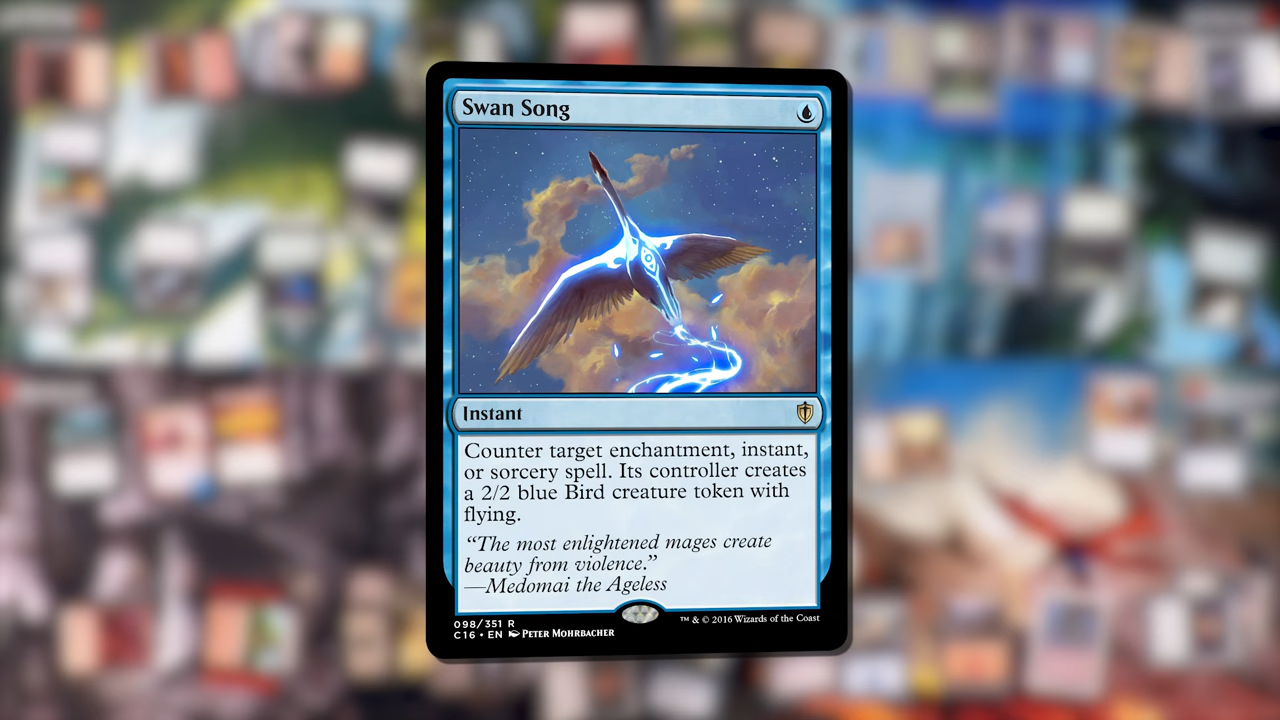 Swan Song
Instant
Counter target enchantment, instant,
or sorcery spell. Its controller creates
a 2/2 blue Bird creature token with
flying.
“The most enlightened mages create
beauty from violence.”
—Medomai the Ageless
098/351 R
C16 • EN Peter Mohrbacher
™ & © 2016 Wizards of the Coast